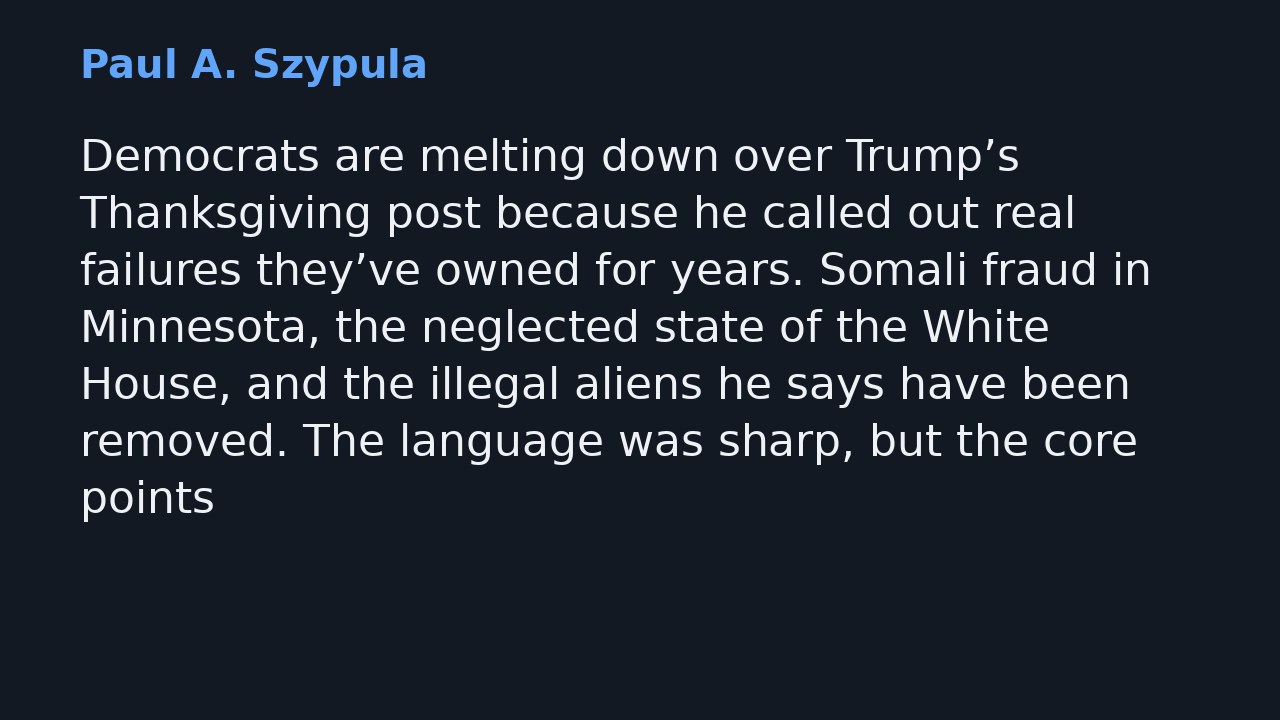 Paul A. Szypula
Democrats are melting down over Trump’s
Thanksgiving post because he called out real
failures they’ve owned for years. Somali fraud in
Minnesota, the neglected state of the White
House, and the illegal aliens he says have been
removed. The language was sharp, but the core
points